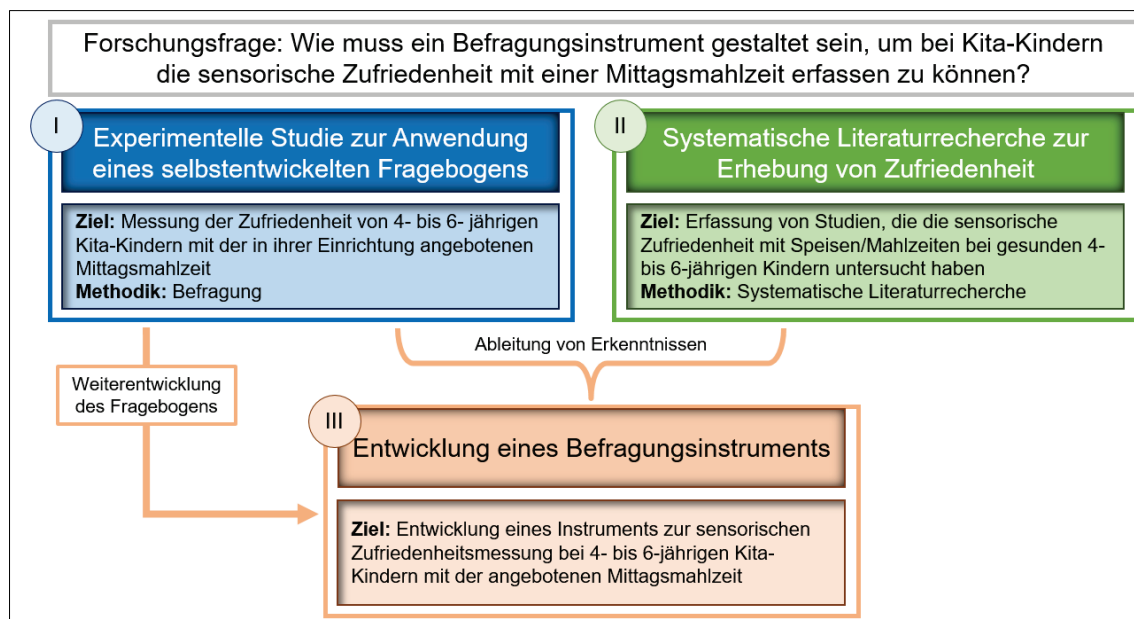 Forschungsfrage: Wie muss ein Befragungsinstrument gestaltet sein, um bei Kita-Kindern
die sensorische Zufriedenheit mit einer Mittagsmahlzeit erfassen zu können?
I
Experimentelle Studie zur Anwendung
eines selbstentwickelten Fragebogens
Ziel: Messung der Zufriedenheit von 4- bis 6- jährigen
Kita-Kindern mit der in ihrer Einrichtung angebotenen
Mittagsmahlzeit
Methodik: Befragung
II
Systematische Literaturrecherche zur
Erhebung von Zufriedenheit
Ziel: Erfassung von Studien, die die sensorische
Zufriedenheit mit Speisen/Mahlzeiten bei gesunden 4-
bis 6-jährigen Kindern untersucht haben
Methodik: Systematische Literaturrecherche
Ableitung von Erkenntnissen
Weiterentwicklung
des Fragebogens
III
Entwicklung eines Befragungsinstruments
Ziel: Entwicklung eines Instruments zur sensorischen
Zufriedenheitsmessung bei 4- bis 6-jährigen Kita-
Kindern mit der angebotenen Mittagsmahlzeit